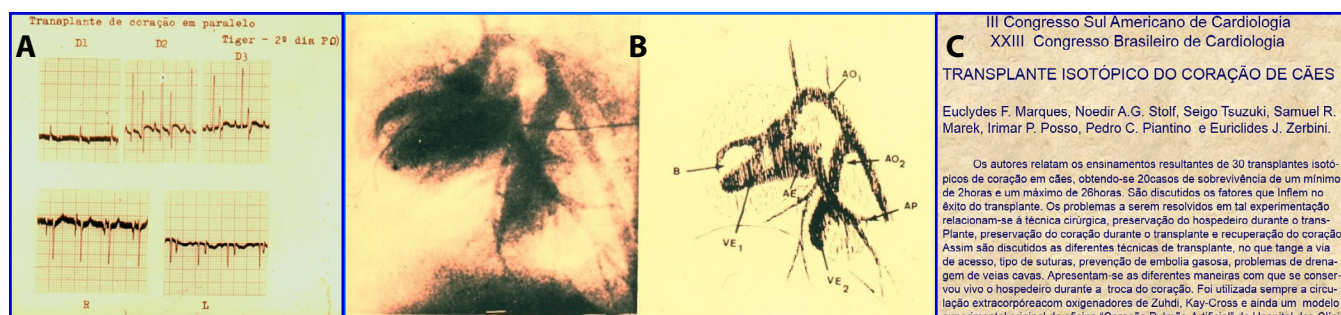 Transplante de coração em paralelo
A
D1
D2
Tiger - 2º dia PO)
D3
R
L
B
AO1
B
AO2
AE
AP
VE1
VE2
C
III Congresso Sul Americano de Cardiologia
XXIII Congresso Brasileiro de Cardiologia
TRANSPLANTE ISOTÓPICO DO CORAÇÃO DE CÃES
Euclydes F. Marques, Noedir A.G. Stolf, Seigo Tsuzuki, Samuel R.
Marek, Irimar P. Posso, Pedro C. Piantino e Euriclides J. Zerbini.
Os autores relatam os ensinamentos resultantes de 30 transplantes isotó-
picos de coração em cães, obtendo-se 20casos de sobrevivência de um mínimo
de 2horas e um máximo de 26horas. São discutidos os fatores que Inflem no
êxito do transplante. Os problemas a serem resolvidos em tal experimentação
relacionam-se à técnica cirúrgica, preservação do hospedeiro durante o trans-
Plante, preservação do coração durante o transplante e recuperação do coração
Assim são discutidos as diferentes técnicas de transplante, no que tange a via
de acesso, tipo de suturas, prevenção de embolia gasosa, problemas de drena-
gem de veias cavas. Apresentam-se as diferentes maneiras com que se conser-
vou vivo o hospedeiro durante a troca do coração. Foi utilizada sempre a circu-
lação extracorpóreacom oxigenadores de Zuhdi, Kay-Cross e ainda um modelo